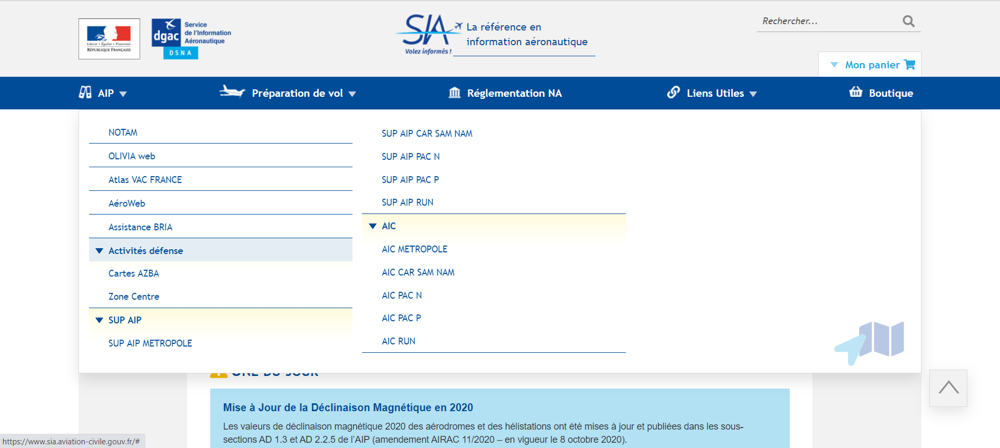 Liberté • Égalité • Fraternité
RÉPUBLIQUE FRANÇAISE
dgac
DSNA
Service
de l'Information
Aéronautique
SIA
Volez informés !
La référence en
information aéronautique
Rechercher...
Mon panier
AIP
Préparation de vol
Réglementation NA
Liens Utiles
Boutique
NOTAM
OLIVIA web
Atlas VAC FRANCE
AéroWeb
Assistance BRIA
Activités défense
Cartes AZBA
Zone Centre
SUP AIP
SUP AIP METROPOLE
SUP AIP CAR SAM NAM
SUP AIP PAC N
SUP AIP PAC P
SUP AIP RUN
AIC
AIC METROPOLE
AIC CAR SAM NAM
AIC PAC N
AIC PAC P
AIC RUN
DU JOUR
Mise à Jour de la Déclinaison Magnétique en 2020
Les valeurs de déclinaison magnétique 2020 des aérodromes et des hélistations ont été mises à jour et publiées dans les sous-
sections AD 1.3 et AD 2.2.5 de l'AIP (amendement AIRAC 11/2020 – en vigueur le 8 octobre 2020).
https://www.sia.aviation-civile.gouv.fr/#